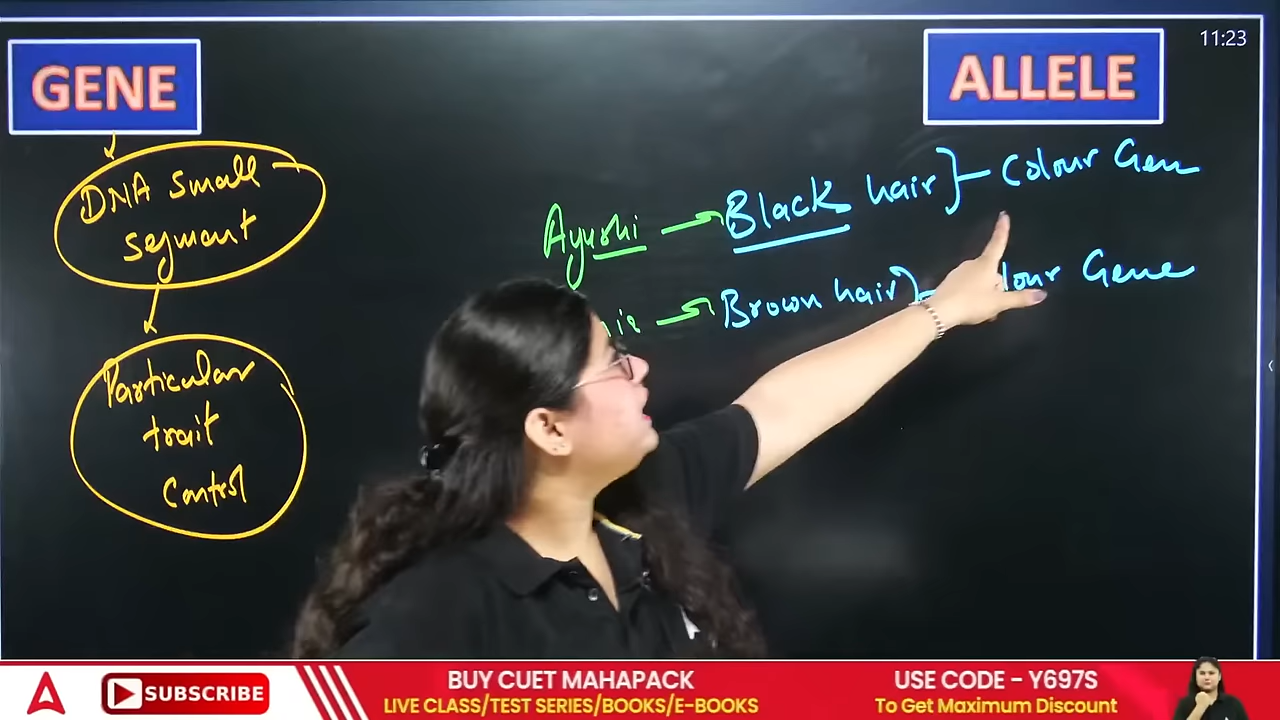 GENE
ALLELE
11:23
DNA small
segment
Particular
trait
control
Ayushi → Black hair } - Colour Gen
→ Brown hair } - lour Gene
SUBSCRIBE
BUY CUET MAHAPACK
LIVE CLASS/TEST SERIES/BOOKS/E-BOOKS
USE CODE - Y697S
To Get Maximum Discount